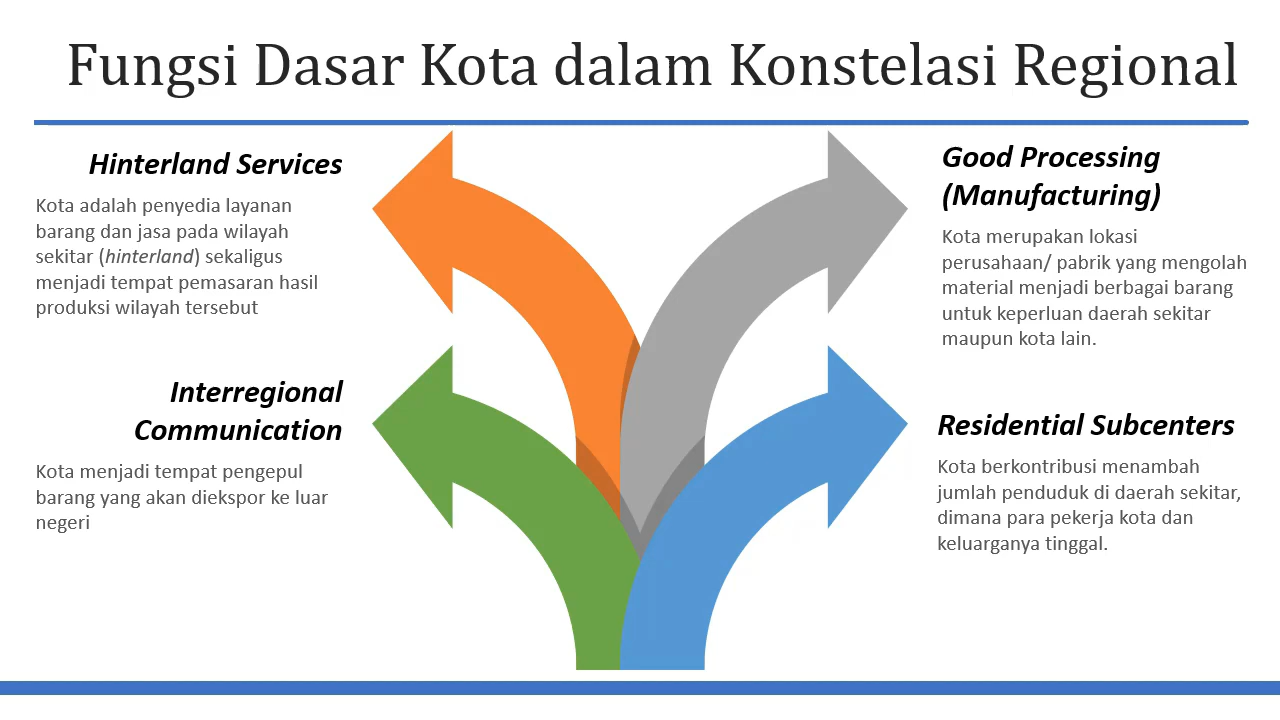 Fungsi Dasar Kota dalam Konstelasi Regional
Hinterland Services
Kota adalah penyedia layanan
barang dan jasa pada wilayah
sekitar (hinterland) sekaligus
menjadi tempat pemasaran hasil
produksi wilayah tersebut
Good Processing
(Manufacturing)
Kota merupakan lokasi
perusahaan/ pabrik yang mengolah
material menjadi berbagai barang
untuk keperluan daerah sekitar
maupun kota lain.
Interregional
Communication
Kota menjadi tempat pengepul
barang yang akan diekspor ke luar
negeri
Residential Subcenters
Kota berkontribusi menambah
jumlah penduduk di daerah sekitar,
dimana para pekerja kota dan
keluarganya tinggal.